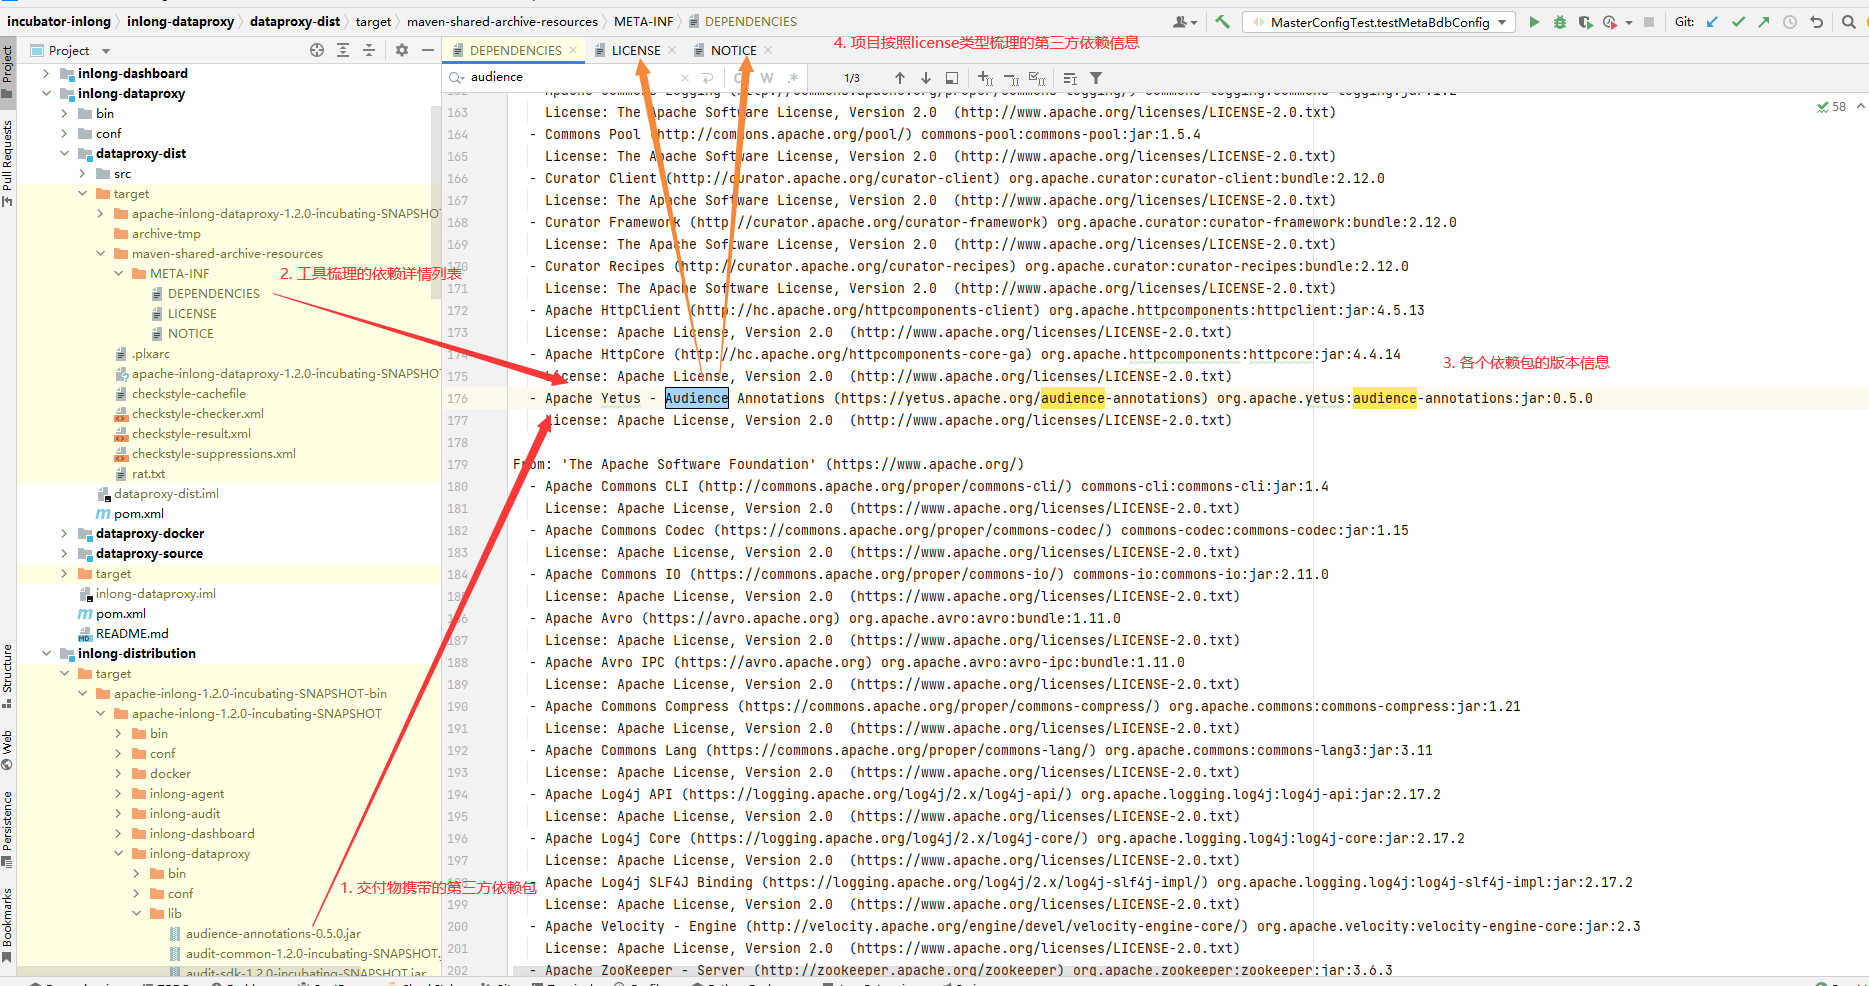 incubator-inlong inlong-dataproxy dataproxy-dist target maven-shared-archive-resources META-INF DEPENDENCIES
MasterConfigTest.testMetaBdbConfig
Git:
Project
DEPENDENCIES
LICENSE
NOTICE
4. 项目按照license类型梳理的第三方依赖信息
audience
W
1/3
58
Project
Pull Requests
Structure
Web
Persistence
Bookmarks
inlong-dashboard
inlong-dataproxy
bin
conf
dataproxy-dist
src
target
apache-inlong-dataproxy-1.2.0-incubating-SNAPSHOT
archive-tmp
maven-shared-archive-resources
META-INF
DEPENDENCIES
LICENSE
NOTICE
.plxarc
apache-inlong-dataproxy-1.2.0-incubating-SNAPSHOT
checkstyle-cachefile
checkstyle-checker.xml
checkstyle-result.xml
checkstyle-suppressions.xml
rat.txt
dataproxy-dist.iml
pom.xml
dataproxy-docker
dataproxy-source
target
inlong-dataproxy.iml
pom.xml
README.md
inlong-distribution
target
apache-inlong-1.2.0-incubating-SNAPSHOT-bin
apache-inlong-1.2.0-incubating-SNAPSHOT
bin
conf
docker
inlong-agent
inlong-audit
inlong-dashboard
inlong-dataproxy
bin
conf
lib
audience-annotations-0.5.0.jar
audit-common-1.2.0-incubating-SNAPSHOT.
audit-sdk-1.2.0-incubating-SNAPSHOT.jar
2. 工具梳理的依赖详情列表
1. 交付物携带的第三方依赖包
3. 各个依赖包的版本信息
163 License: The Apache Software License, Version 2.0 (http://www.apache.org/licenses/LICENSE-2.0.txt)
164 - Commons Pool (http://commons.apache.org/pool/) commons-pool:commons-pool:jar:1.5.4
165 License: The Apache Software License, Version 2.0 (http://www.apache.org/licenses/LICENSE-2.0.txt)
166 - Curator Client (http://curator.apache.org/curator-client) org.apache.curator:curator-client:bundle:2.12.0
167 License: The Apache Software License, Version 2.0 (http://www.apache.org/licenses/LICENSE-2.0.txt)
168 - Curator Framework (http://curator.apache.org/curator-framework) org.apache.curator:curator-framework:bundle:2.12.0
169 License: The Apache Software License, Version 2.0 (http://www.apache.org/licenses/LICENSE-2.0.txt)
170 - Curator Recipes (http://curator.apache.org/curator-recipes) org.apache.curator:curator-recipes:bundle:2.12.0
171 License: The Apache Software License, Version 2.0 (http://www.apache.org/licenses/LICENSE-2.0.txt)
172 - Apache HttpClient (http://hc.apache.org/httpcomponents-client) org.apache.httpcomponents:httpclient:jar:4.5.13
173 License: Apache License, Version 2.0 (http://www.apache.org/licenses/LICENSE-2.0.txt)
174 - Apache HttpCore (http://hc.apache.org/httpcomponents-core-ga) org.apache.httpcomponents:httpcore:jar:4.4.14
175 License: Apache License, Version 2.0 (http://www.apache.org/licenses/LICENSE-2.0.txt)
176 - Apache Yetus - Audience Annotations (https://yetus.apache.org/audience-annotations) org.apache.yetus:audience-annotations:jar:0.5.0
177 License: Apache License, Version 2.0 (http://www.apache.org/licenses/LICENSE-2.0.txt)
178
179 From: 'The Apache Software Foundation' (https://www.apache.org/)
180 - Apache Commons CLI (http://commons.apache.org/proper/commons-cli/) commons-cli:commons-cli:jar:1.4
181 License: Apache License, Version 2.0 (https://www.apache.org/licenses/LICENSE-2.0.txt)
182 - Apache Commons Codec (https://commons.apache.org/proper/commons-codec/) commons-codec:commons-codec:jar:1.15
183 License: Apache License, Version 2.0 (https://www.apache.org/licenses/LICENSE-2.0.txt)
184 - Apache Commons IO (https://commons.apache.org/proper/commons-io/) commons-io:commons-io:jar:2.11.0
185 License: Apache License, Version 2.0 (https://www.apache.org/licenses/LICENSE-2.0.txt)
186 - Apache Avro (https://avro.apache.org) org.apache.avro:avro:bundle:1.11.0
187 License: Apache License, Version 2.0 (https://www.apache.org/licenses/LICENSE-2.0.txt)
188 - Apache Avro IPC (https://avro.apache.org) org.apache.avro:avro-ipc:bundle:1.11.0
189 License: Apache License, Version 2.0 (https://www.apache.org/licenses/LICENSE-2.0.txt)
190 - Apache Commons Compress (https://commons.apache.org/proper/commons-compress/) org.apache.commons:commons-compress:jar:1.21
191 License: Apache License, Version 2.0 (https://www.apache.org/licenses/LICENSE-2.0.txt)
192 - Apache Commons Lang (https://commons.apache.org/proper/commons-lang/) org.apache.commons:commons-lang3:jar:3.11
193 License: Apache License, Version 2.0 (https://www.apache.org/licenses/LICENSE-2.0.txt)
194 - Apache Log4j API (https://logging.apache.org/log4j/2.x/log4j-api/) org.apache.logging.log4j:log4j-api:jar:2.17.2
195 License: Apache License, Version 2.0 (https://www.apache.org/licenses/LICENSE-2.0.txt)
196 - Apache Log4j Core (https://logging.apache.org/log4j/2.x/log4j-core/) org.apache.logging.log4j:log4j-core:jar:2.17.2
197 License: Apache License, Version 2.0 (https://www.apache.org/licenses/LICENSE-2.0.txt)
198 - Apache Log4j SLF4J Binding (https://logging.apache.org/log4j/2.x/log4j-slf4j-impl/) org.apache.logging.log4j:log4j-slf4j-impl:jar:2.17.2
199 License: Apache License, Version 2.0 (https://www.apache.org/licenses/LICENSE-2.0.txt)
200 - Apache Velocity - Engine (http://velocity.apache.org/engine/devel/velocity-engine-core/) org.apache.velocity:velocity-engine-core:jar:2.3
201 License: Apache License, Version 2.0 (https://www.apache.org/licenses/LICENSE-2.0.txt)
202 - Apache ZooKeeper - Server (http://zookeeper.apache.org/zookeeper) org.apache.zookeeper:zookeeper:jar:3.6.3